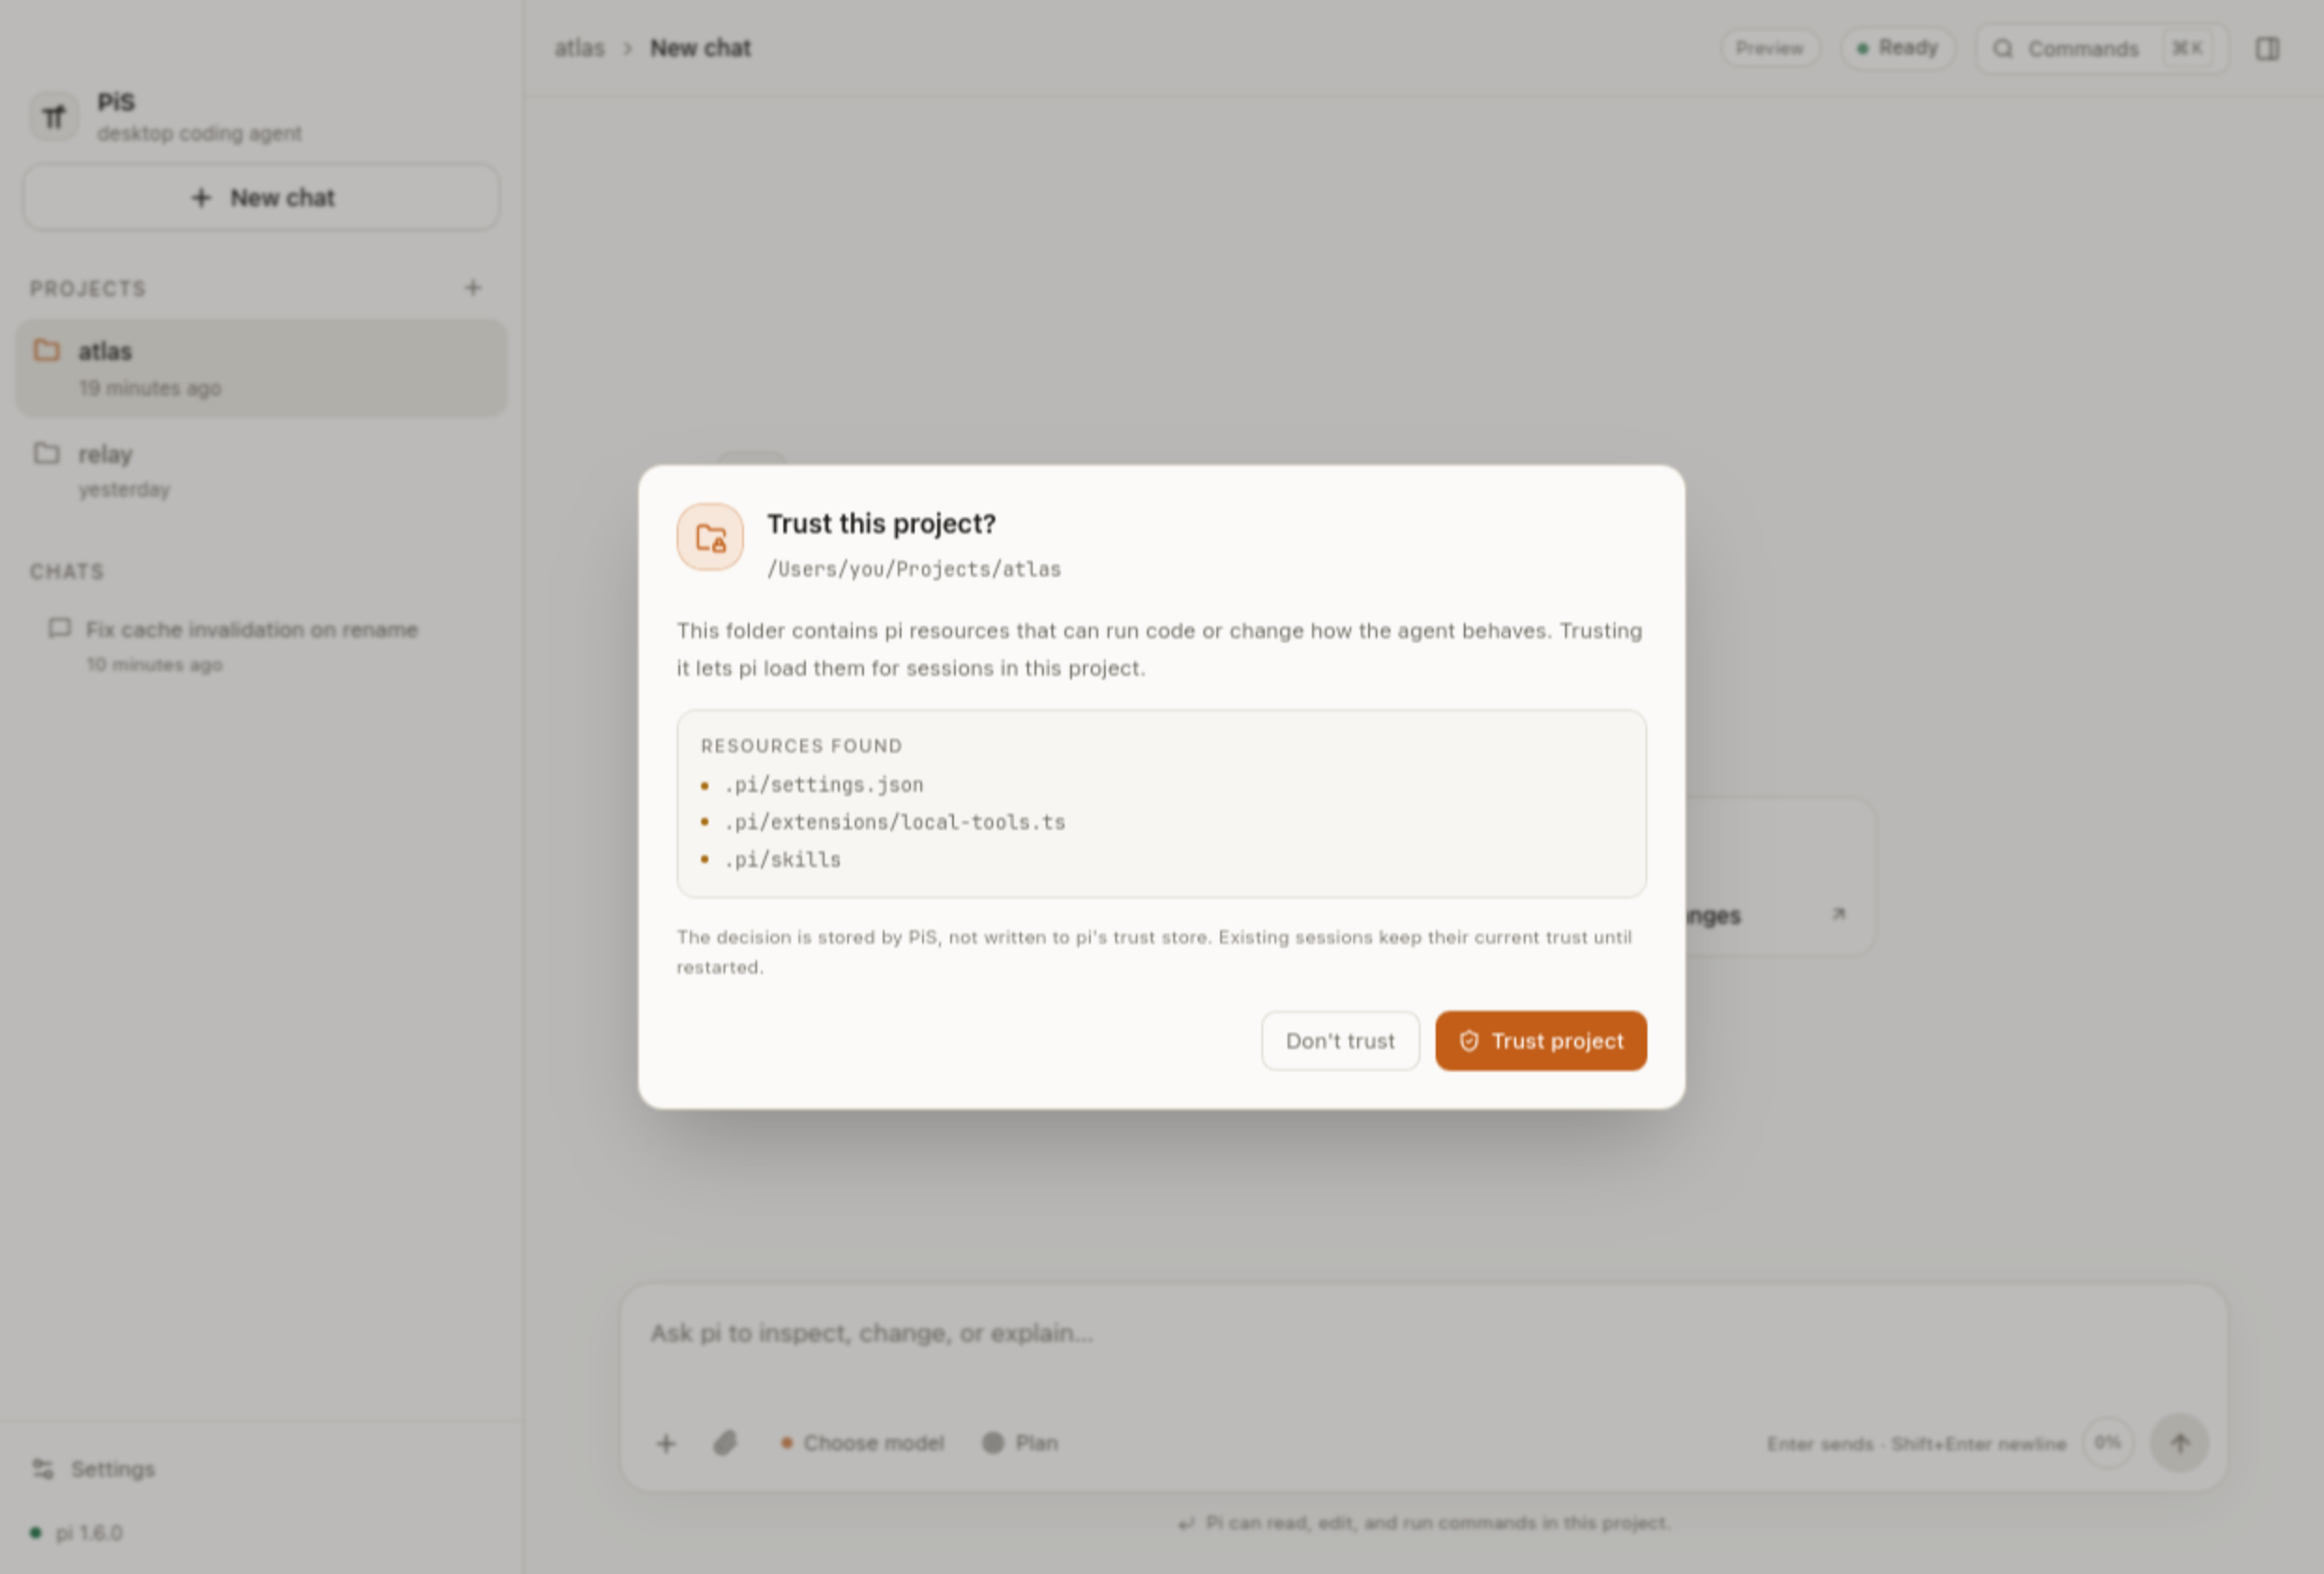 PiS
desktop coding agent
New chat
PROJECTS
atlas
19 minutes ago
relay
yesterday
CHATS
Fix cache invalidation on rename
10 minutes ago
Settings
pi 1.6.0
atlas > New chat
Preview
Ready
Commands ⌘K
Trust this project?
/Users/you/Projects/atlas
This folder contains pi resources that can run code or change how the agent behaves. Trusting
it lets pi load them for sessions in this project.
RESOURCES FOUND
.pi/settings.json
.pi/extensions/local-tools.ts
.pi/skills
The decision is stored by PiS, not written to pi's trust store. Existing sessions keep their current trust until
restarted.
Don't trust
Trust project
Ask pi to inspect, change, or explain...
Choose model
Plan
Enter sends · Shift+Enter newline
0%
Pi can read, edit, and run commands in this project.